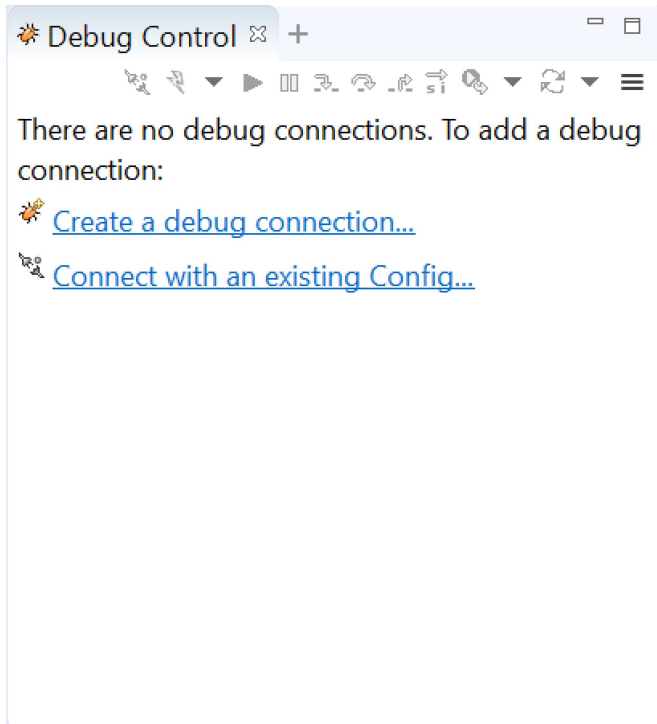 Debug Control
There are no debug connections. To add a debug
connection:
Create a debug connection...
Connect with an existing Config...